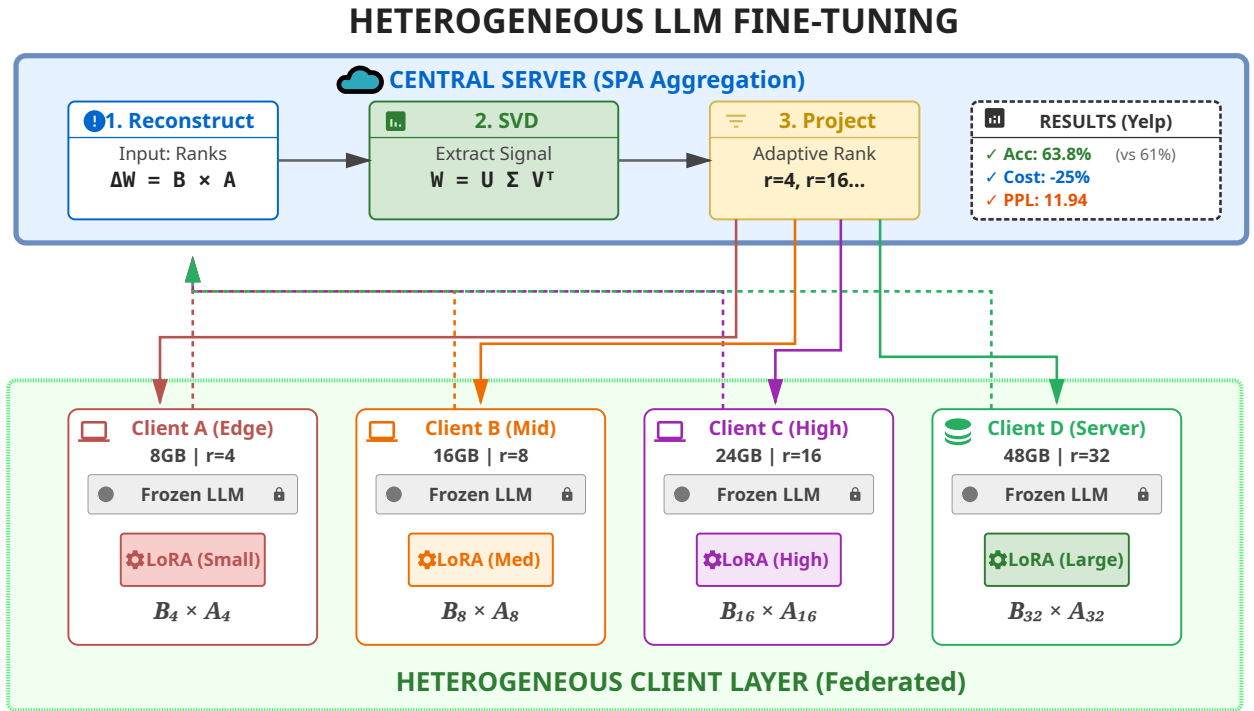 HETEROGENEOUS LLM FINE-TUNING
CENTRAL SERVER (SPA Aggregation)
1. Reconstruct
Input: Ranks
ΔW = B × A
2. SVD
Extract Signal
W = U Σ Vᵀ
3. Project
Adaptive Rank
r=4, r=16...
RESULTS (Yelp)
✓ Acc: 63.8% (vs 61%)
✓ Cost: -25%
✓ PPL: 11.94
Client A (Edge)
8GB | r=4
Frozen LLM
LoRA (Small)
B₄ × A₄
Client B (Mid)
16GB | r=8
Frozen LLM
LoRA (Med)
B₈ × A₈
Client C (High)
24GB | r=16
Frozen LLM
LoRA (High)
B₁₆ × A₁₆
Client D (Server)
48GB | r=32
Frozen LLM
LoRA (Large)
B₃₂ × A₃₂
HETEROGENEOUS CLIENT LAYER (Federated)